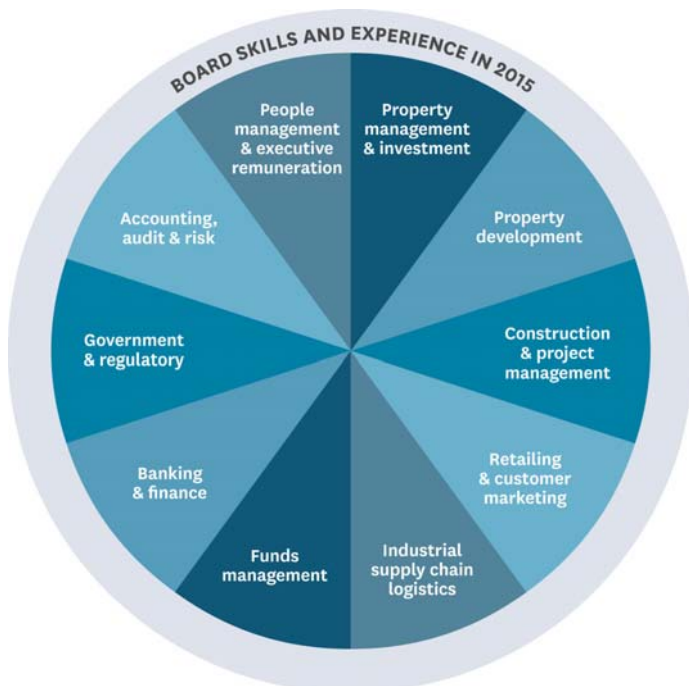 BOARD SKILLS AND EXPERIENCE IN 2015
People
management
& executive
remuneration
Property
management
& investment
Property
development
Construction
& project
management
Retailing
& customer
marketing
Industrial
supply chain
logistics
Funds
management
Banking
& finance
Government
& regulatory
Accounting,
audit & risk